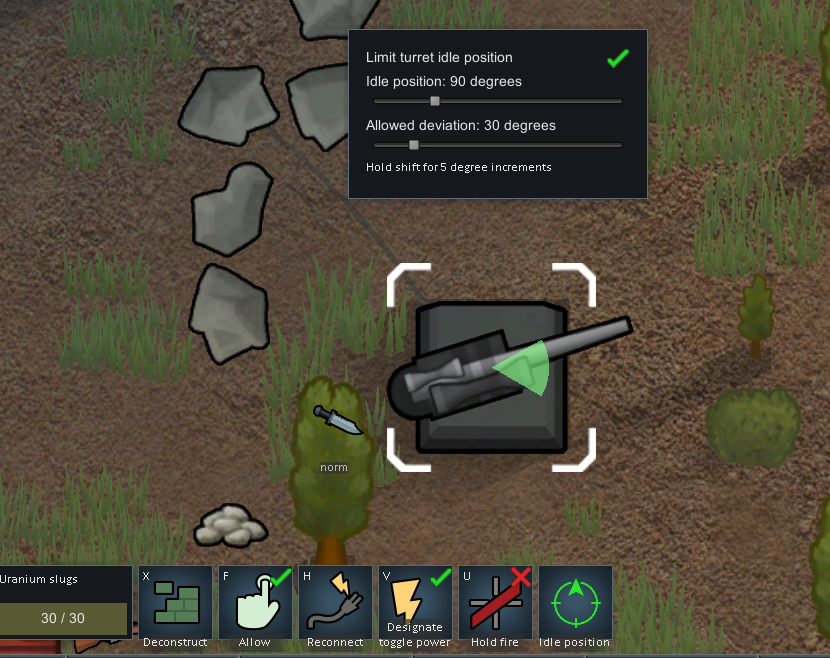 Limit turret idle position
Idle position: 90 degrees
Allowed deviation: 30 degrees
Hold shift for 5 degree increments
norm
Uranium slugs
30 / 30
X
Deconstruct
F
Allow
H
Reconnect
V
Designate
toggle power
U
Hold fire
Idle position